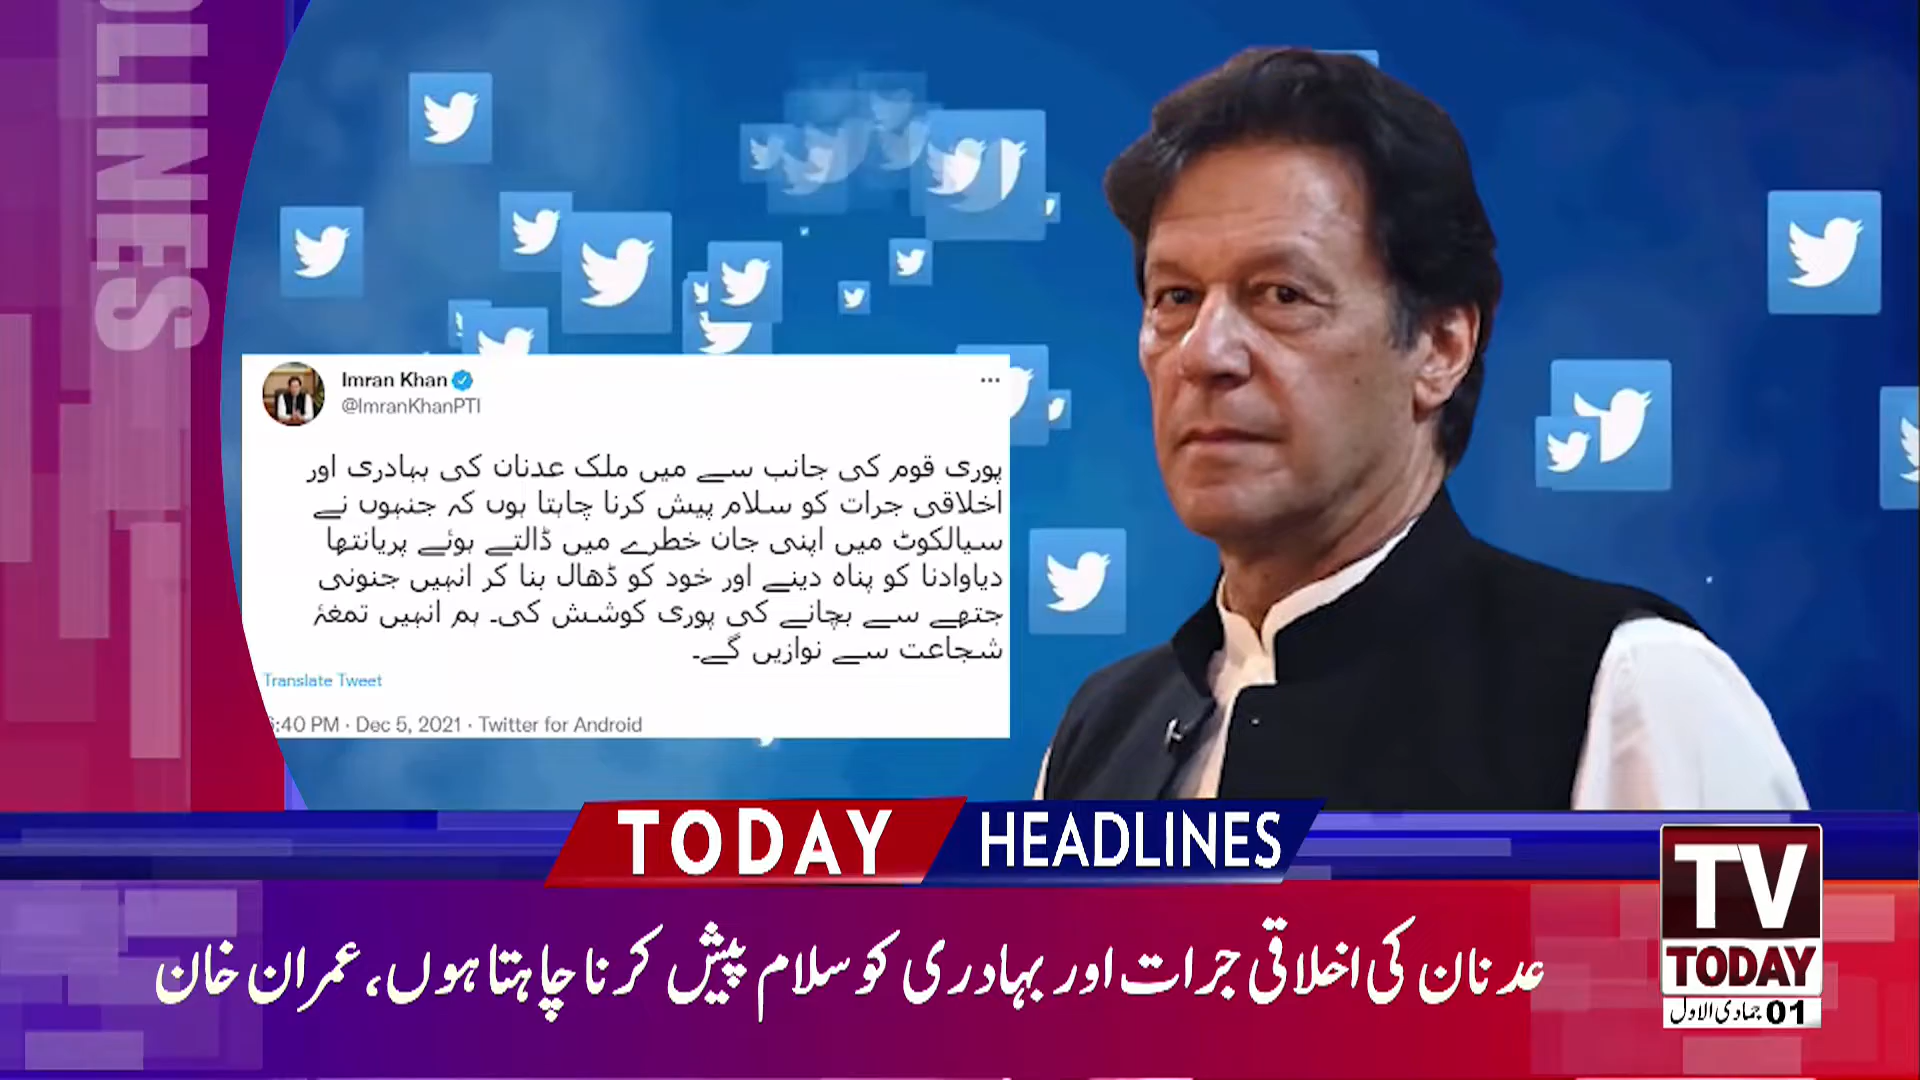 OLINES
Imran Khan
@ImranKhanPTI
پوری قوم کی جانب سے میں ملک عدنان کی بہادری اور
اخلاقی جرات کو سلام پیش کرنا چاہتا ہوں کہ جنہوں نے
سیالکوٹ میں اپنی جان خطرے میں ڈالتے ہوئے پریانتھا
دیاوادنا کو پناہ دینے اور خود کو ڈھال بنا کر انہیں جنونی
جتھے سے بچانے کی پوری کوشش کی۔ ہم انہیں تمغۂ
شجاعت سے نوازیں گے۔
Translate Tweet
:40 PM · Dec 5, 2021 · Twitter for Android
TODAY HEADLINES
عدنان کی اخلاقی جرات اور بہادری کو سلام پیش کرنا چاہتا ہوں، عمران خان
TV
TODAY
01 جمادی الاول